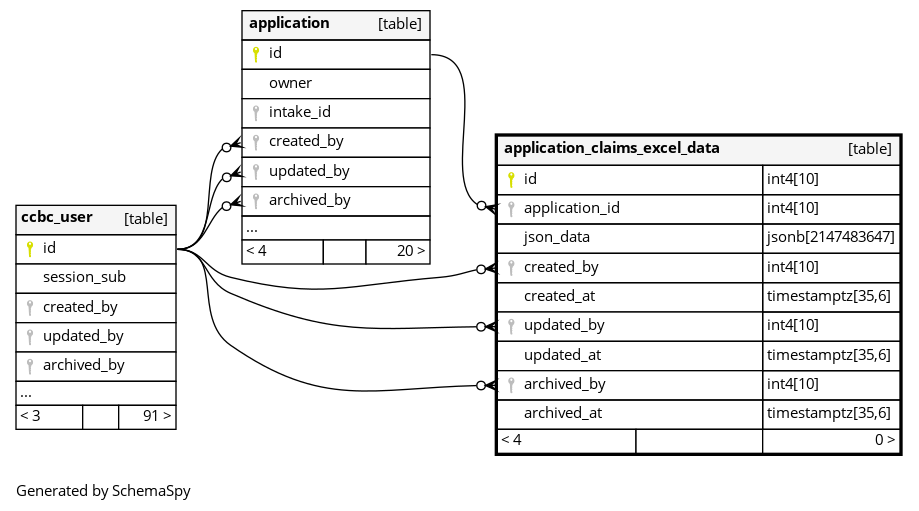 application [table]
id
owner
intake_id
created_by
updated_by
archived_by
...
< 4 20 >
application_claims_excel_data [table]
id int4[10]
application_id int4[10]
json_data jsonb[2147483647]
created_by int4[10]
created_at timestamptz[35,6]
updated_by int4[10]
updated_at timestamptz[35,6]
archived_by int4[10]
archived_at timestamptz[35,6]
< 4 0 >
ccbc_user [table]
id
session_sub
created_by
updated_by
archived_by
...
< 3 91 >
Generated by SchemaSpy